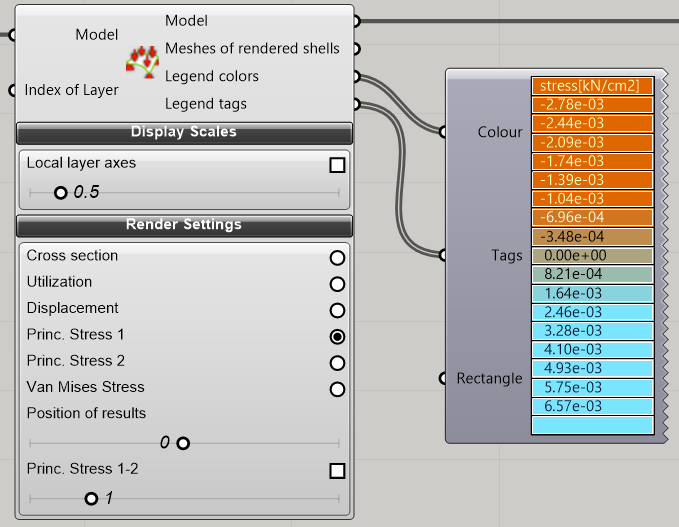 Model
Index of Layer
Model
Meshes of rendered shells
Legend colors
Legend tags
Display Scales
Local layer axes
0.5
Render Settings
Cross section
Utilization
Displacement
Princ. Stress 1
Princ. Stress 2
Van Mises Stress
Position of results
0
Princ. Stress 1-2
1
Colour
Tags
Rectangle
stress[kN/cm2]
-2.78e-03
-2.44e-03
-2.09e-03
-1.74e-03
-1.39e-03
-1.04e-03
-6.96e-04
-3.48e-04
0.00e+00
8.21e-04
1.64e-03
2.46e-03
3.28e-03
4.10e-03
4.93e-03
5.75e-03
6.57e-03